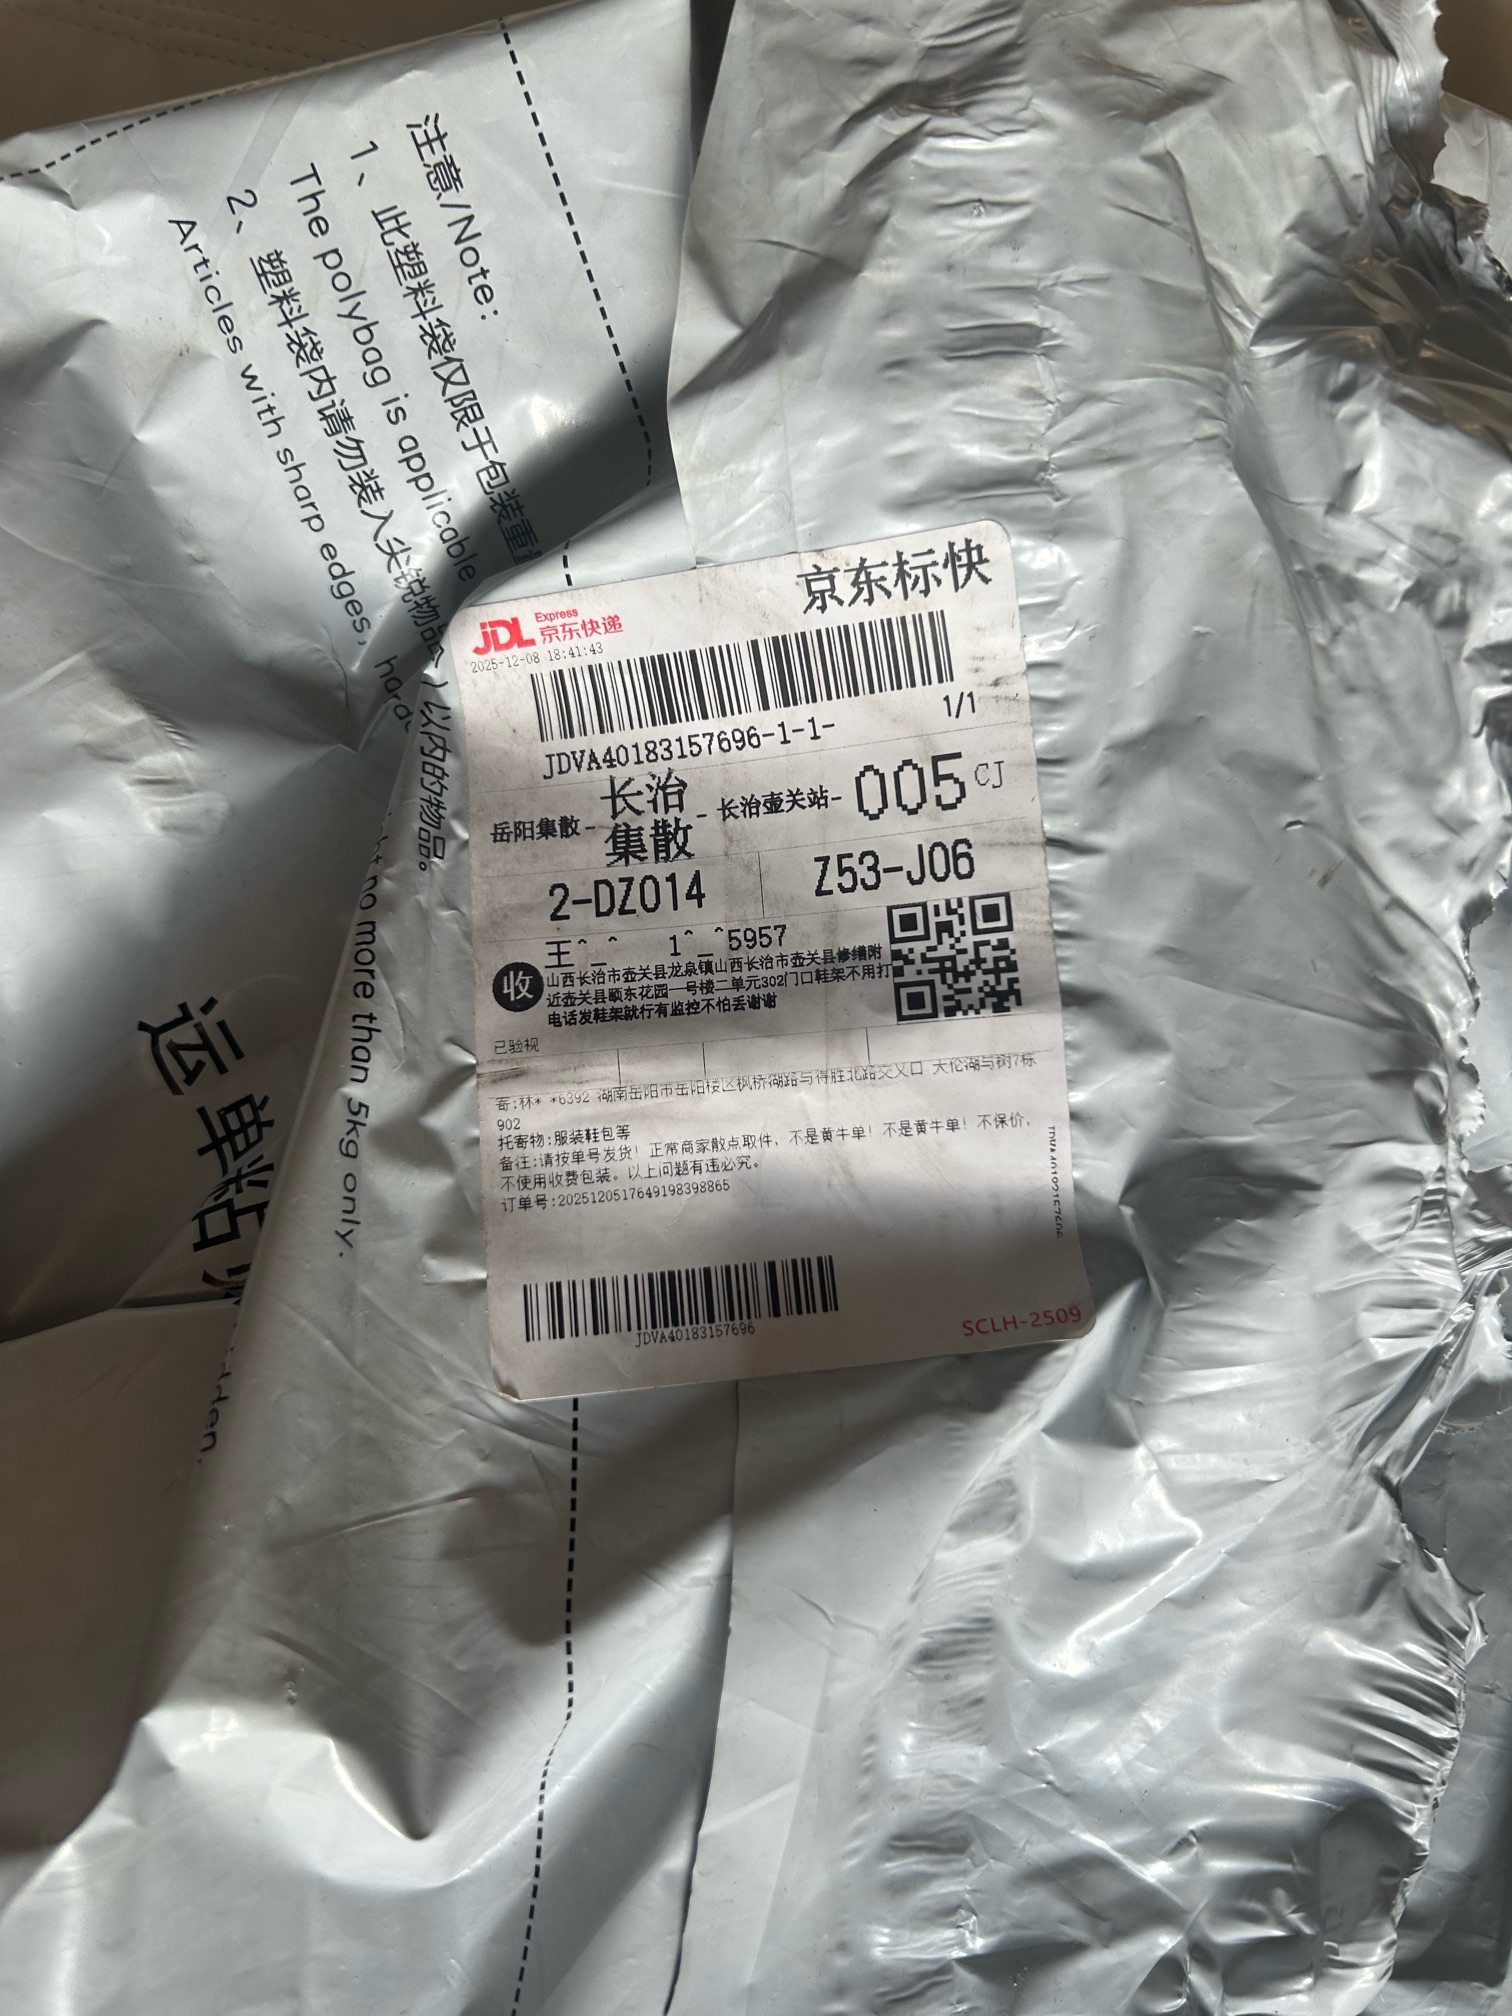 注意/Note:
1、此塑料袋仅限于包装重
)以内的物品。
The polybag is applicable
no more than 5kg only.
2、塑料袋内请勿装入尖锐物品
Articles with sharp edges,
运单粘
京东标快
JDL Express
京东快递
2025-12-08 18:41:43
JDVA40183157696-1-1-
1/1
岳阳集散-长治集散-长治壶关站-005 CJ
2-DZ014 Z53-J06
王^_^ 1^_^5957
收
山西长治市壶关县龙泉镇山西长治市壶关县修缮附
近壶关县颐东花园一号楼二单元302门口鞋架不用打
电话发鞋架就行有监控不怕丢谢谢
已验视
寄:林* *6392 湖南岳阳市岳阳楼区枫桥湖路与得胜北路交叉口 天伦湖与树7栋
902
托寄物:服装鞋包等
备注:请按单号发货！正常商家散点取件，不是黄牛单！不是黄牛单！不保价，
不使用收费包装。以上问题有违必究。
订单号:2025120517649198398865
JDVA40183157696
SCLH-2509